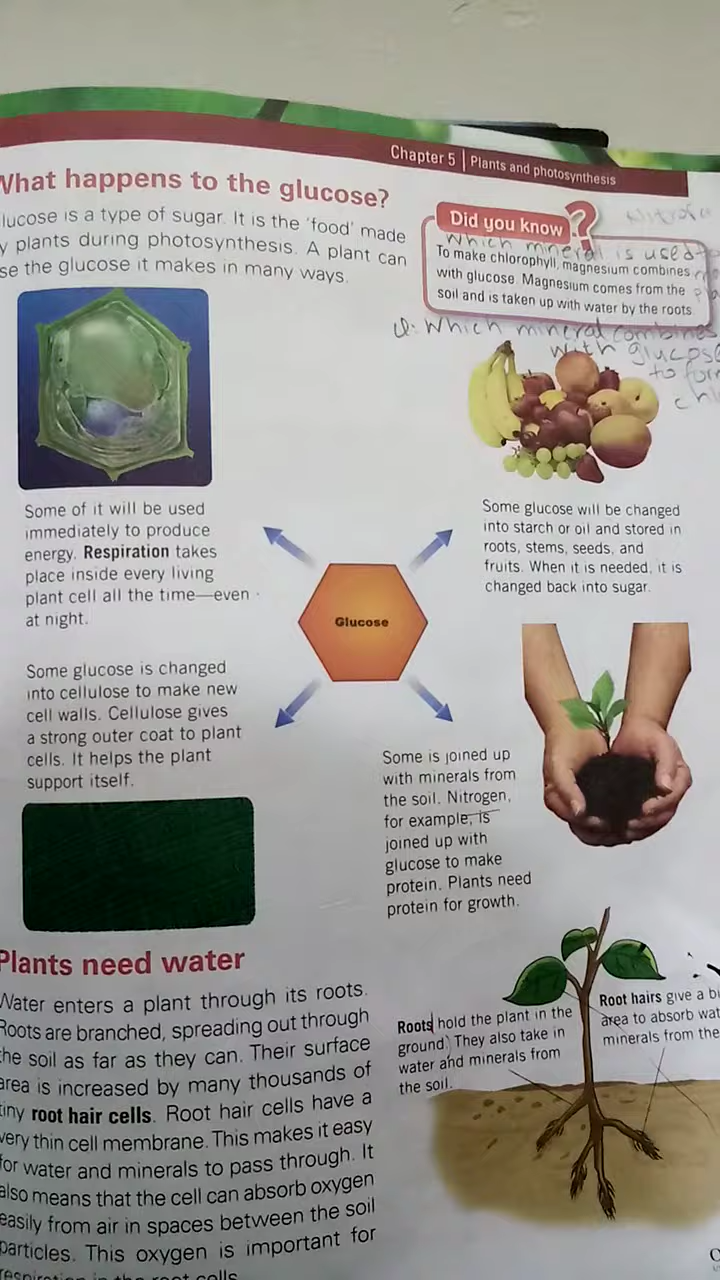 Chapter 5 | Plants and photosynthesis
What happens to the glucose?
lucose is a type of sugar. It is the 'food' made
y plants during photosynthesis. A plant can
se the glucose it makes in many ways.
Did you know ?
Which mineral is used to
To make chlorophyll, magnesium combines
with glucose. Magnesium comes from the
soil and is taken up with water by the roots.
Q: Which mineral combines
with glucose
to form
Some of it will be used
immediately to produce
energy. Respiration takes
place inside every living
plant cell all the time—even
at night.
Some glucose will be changed
into starch or oil and stored in
roots, stems, seeds, and
fruits. When it is needed, it is
changed back into sugar.
Glucose
Some glucose is changed
into cellulose to make new
cell walls. Cellulose gives
a strong outer coat to plant
cells. It helps the plant
support itself.
Some is joined up
with minerals from
the soil. Nitrogen,
for example, is
joined up with
glucose to make
protein. Plants need
protein for growth.
Plants need water
Water enters a plant through its roots.
Roots are branched, spreading out through
the soil as far as they can. Their surface
area is increased by many thousands of
tiny root hair cells. Root hair cells have a
very thin cell membrane. This makes it easy
for water and minerals to pass through. It
also means that the cell can absorb oxygen
easily from air in spaces between the soil
particles. This oxygen is important for
respiration in the root cells
Roots hold the plant in the
ground. They also take in
water and minerals from
the soil.
Root hairs give a bi
area to absorb wat
minerals from the